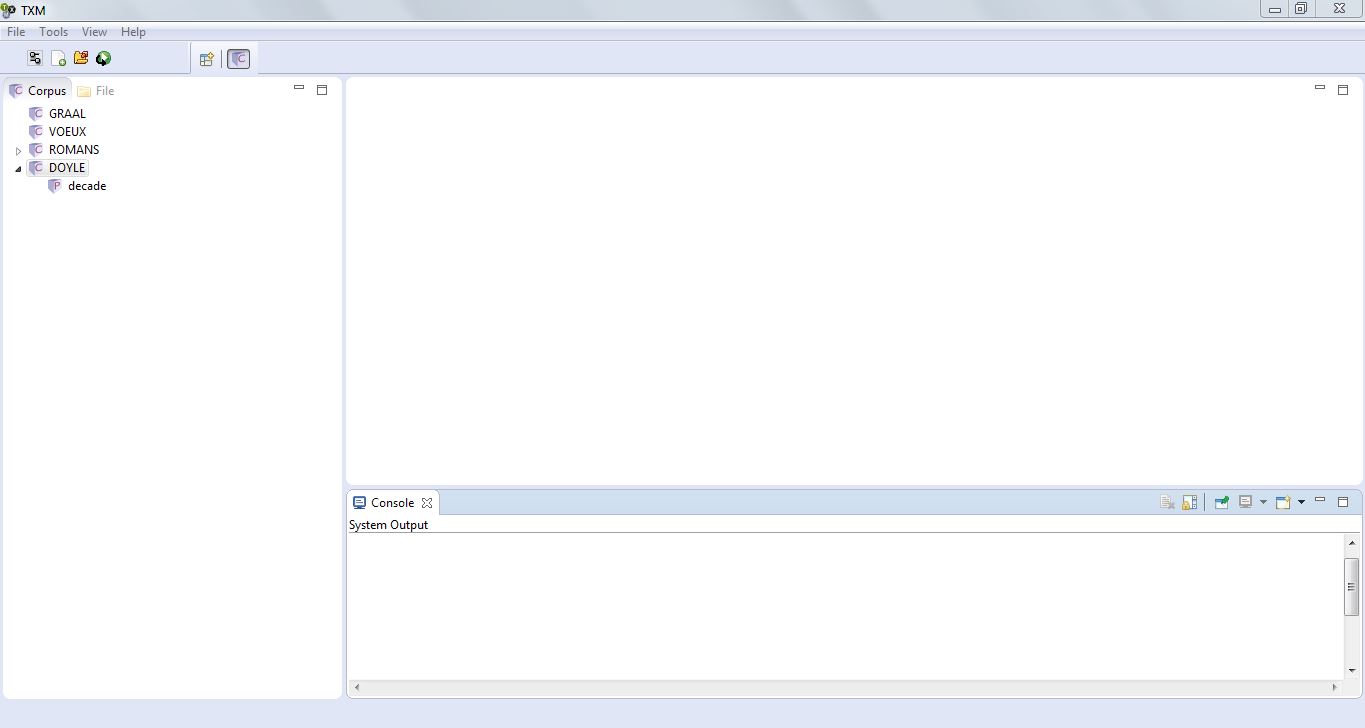 TXM
File Tools View Help
Corpus File
GRAAL
VOEUX
ROMANS
DOYLE
decade
Console
System Output